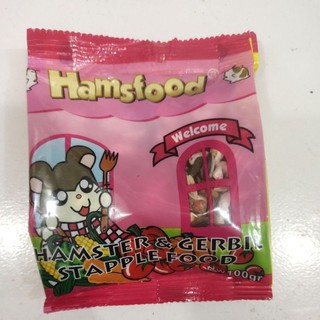 Hamsfood
Welcome
HAMSTER & GERBIL
STAPPLE FOOD
100gr